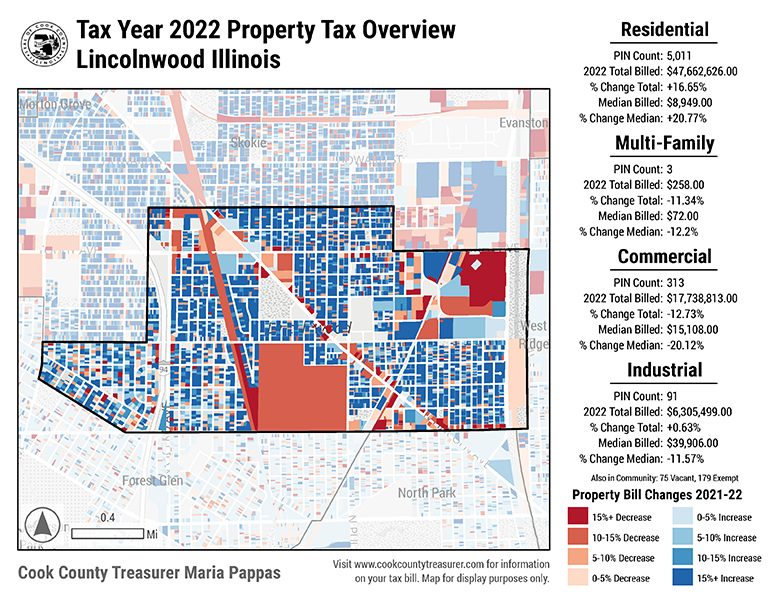 Tax Year 2022 Property Tax Overview
Lincolnwood Illinois
Residential
PIN Count: 5,011
2022 Total Billed: $47,662,626.00
% Change Total: +16.65%
Median Billed: $8,949.00
% Change Median: +20.77%
Multi-Family
PIN Count: 3
2022 Total Billed: $258.00
% Change Total: -11.34%
Median Billed: $72.00
% Change Median: -12.2%
Commercial
PIN Count: 313
2022 Total Billed: $17,738,813.00
% Change Total: -12.73%
Median Billed: $15,108.00
% Change Median: -20.12%
Industrial
PIN Count: 91
2022 Total Billed: $6,305,499.00
% Change Total: +0.63%
Median Billed: $39,906.00
% Change Median: -11.57%
Also in Community: 75 Vacant, 179 Exempt
Property Bill Changes 2021-22
15%+ Decrease
10-15% Decrease
5-10% Decrease
0-5% Decrease
0-5% Increase
5-10% Increase
10-15% Increase
15%+ Increase
Morton Grove
Evanston
Skokie
West
Ridge
94
Forest Glen
North Park
0.4
Mi
Cook County Treasurer Maria Pappas
Visit www.cookcountytreasurer.com for information
on your tax bill. Map for display purposes only.